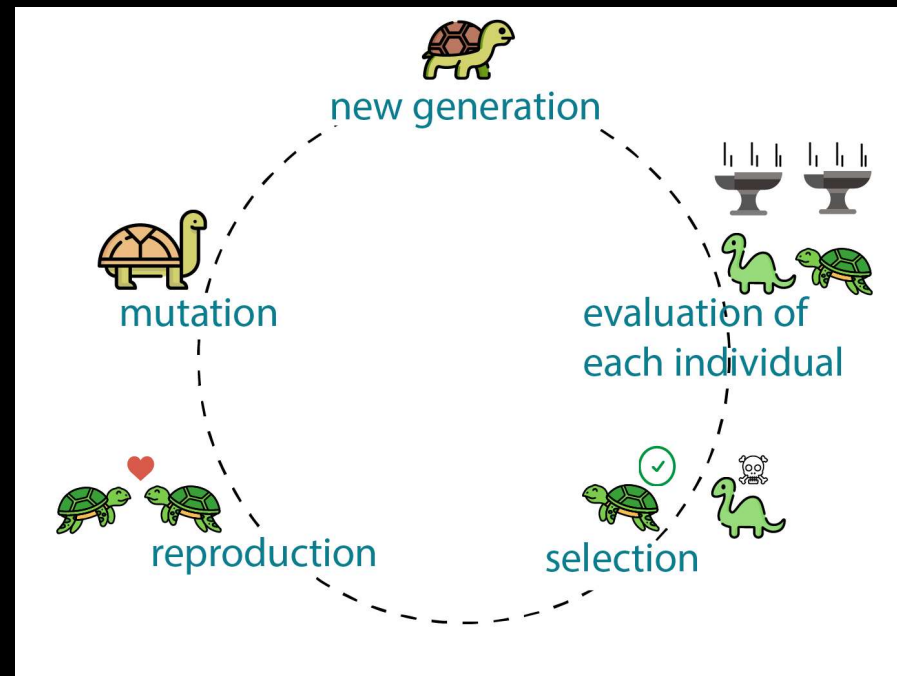 new generation
evaluation of
each individual
selection
reproduction
mutation